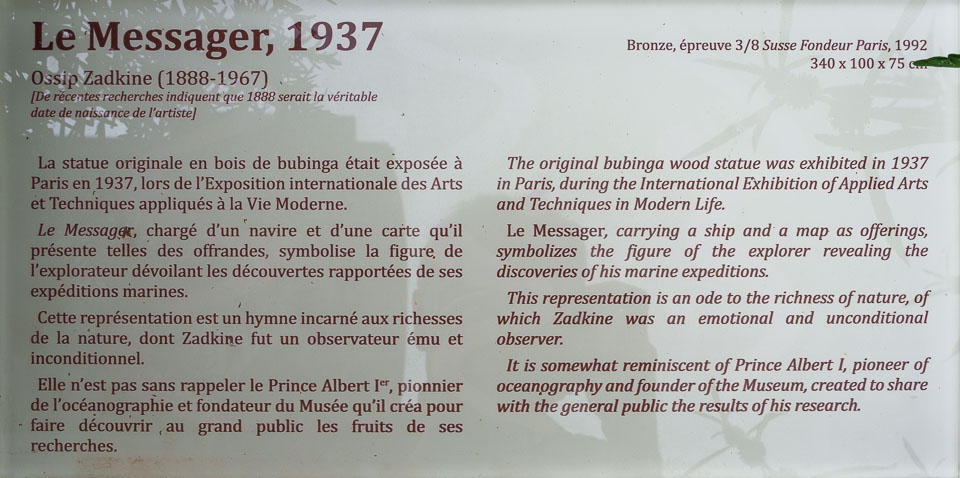 Le Messager, 1937
Ossip Zadkine (1888-1967)
[De récentes recherches indiquent que 1888 serait la véritable
date de naissance de l'artiste]
Bronze, épreuve 3/8 Susse Fondeur Paris, 1992
340 x 100 x 75 cm
La statue originale en bois de bubinga était exposée à
Paris en 1937, lors de l'Exposition internationale des Arts
et Techniques appliqués à la Vie Moderne.
Le Messager, chargé d'un navire et d'une carte qu'il
présente telles des offrandes, symbolise la figure de
l'explorateur dévoilant les découvertes rapportées de ses
expéditions marines.
Cette représentation est un hymne incarné aux richesses
de la nature, dont Zadkine fut un observateur ému et
inconditionnel.
Elle n'est pas sans rappeler le Prince Albert Ier, pionnier
de l'océanographie et fondateur du Musée qu'il créa pour
faire découvrir au grand public les fruits de ses
recherches.
The original bubinga wood statue was exhibited in 1937
in Paris, during the International Exhibition of Applied Arts
and Techniques in Modern Life.
Le Messager, carrying a ship and a map as offerings,
symbolizes the figure of the explorer revealing the
discoveries of his marine expeditions.
This representation is an ode to the richness of nature, of
which Zadkine was an emotional and unconditional
observer.
It is somewhat reminiscent of Prince Albert I, pioneer of
oceanography and founder of the Museum, created to share
with the general public the results of his research.